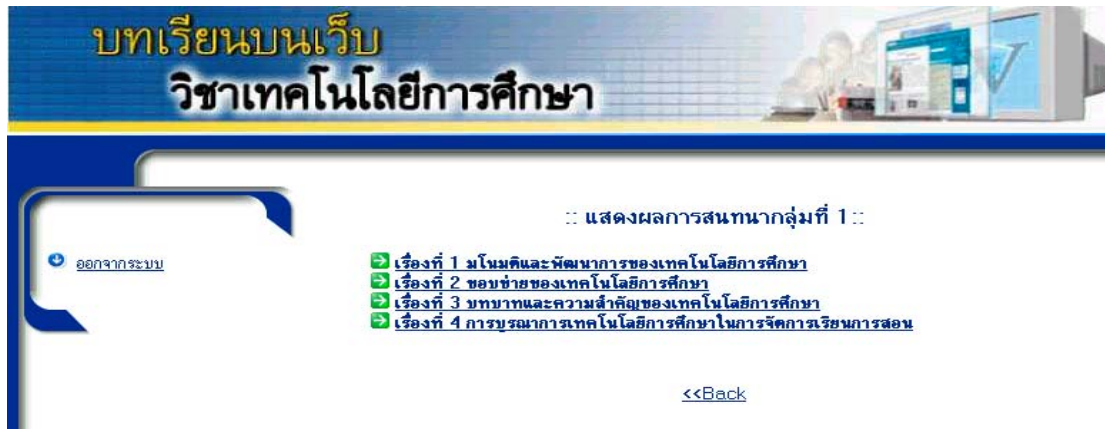 บทเรียนบนเว็บ
วิชาเทคโนโลยีการศึกษา
:: แสดงผลการสนทนากลุ่มที่ 1 ::
ออกจากระบบ
เรื่องที่ 1 มโนมติและพัฒนาการของเทคโนโลยีการศึกษา
เรื่องที่ 2 ขอบข่ายของเทคโนโลยีการศึกษา
เรื่องที่ 3 บทบาทและความสำคัญของเทคโนโลยีการศึกษา
เรื่องที่ 4 การบูรณาการเทคโนโลยีการศึกษาในการจัดการเรียนการสอน
<<Back